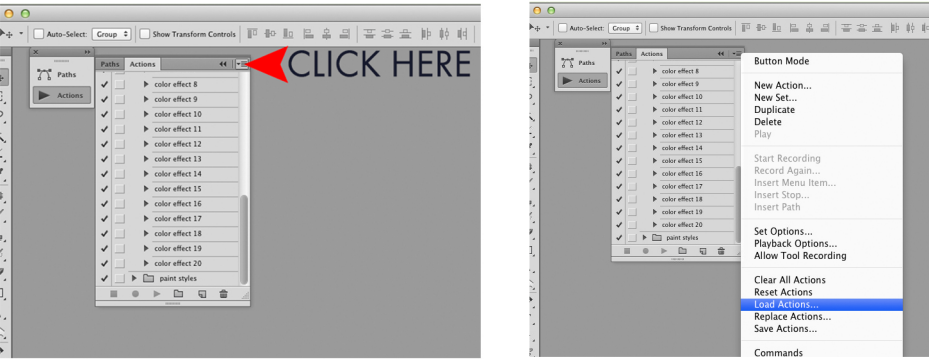 Auto-Select: Group Show Transform Controls
Paths
Actions
Paths Actions
CLICK HERE
color effect 8
color effect 9
color effect 10
color effect 11
color effect 12
color effect 13
color effect 14
color effect 15
color effect 16
color effect 17
color effect 18
color effect 19
color effect 20
paint styles
Auto-Select: Group Show Transform Controls
Paths
Actions
Paths Actions
color effect 8
color effect 9
color effect 10
color effect 11
color effect 12
color effect 13
color effect 14
color effect 15
color effect 16
color effect 17
color effect 18
color effect 19
color effect 20
paint styles
Button Mode
New Action...
New Set...
Duplicate
Delete
Play
Start Recording
Record Again...
Insert Menu Item...
Insert Stop...
Insert Path
Set Options...
Playback Options...
Allow Tool Recording
Clear All Actions
Reset Actions
Load Actions...
Replace Actions...
Save Actions...
Commands